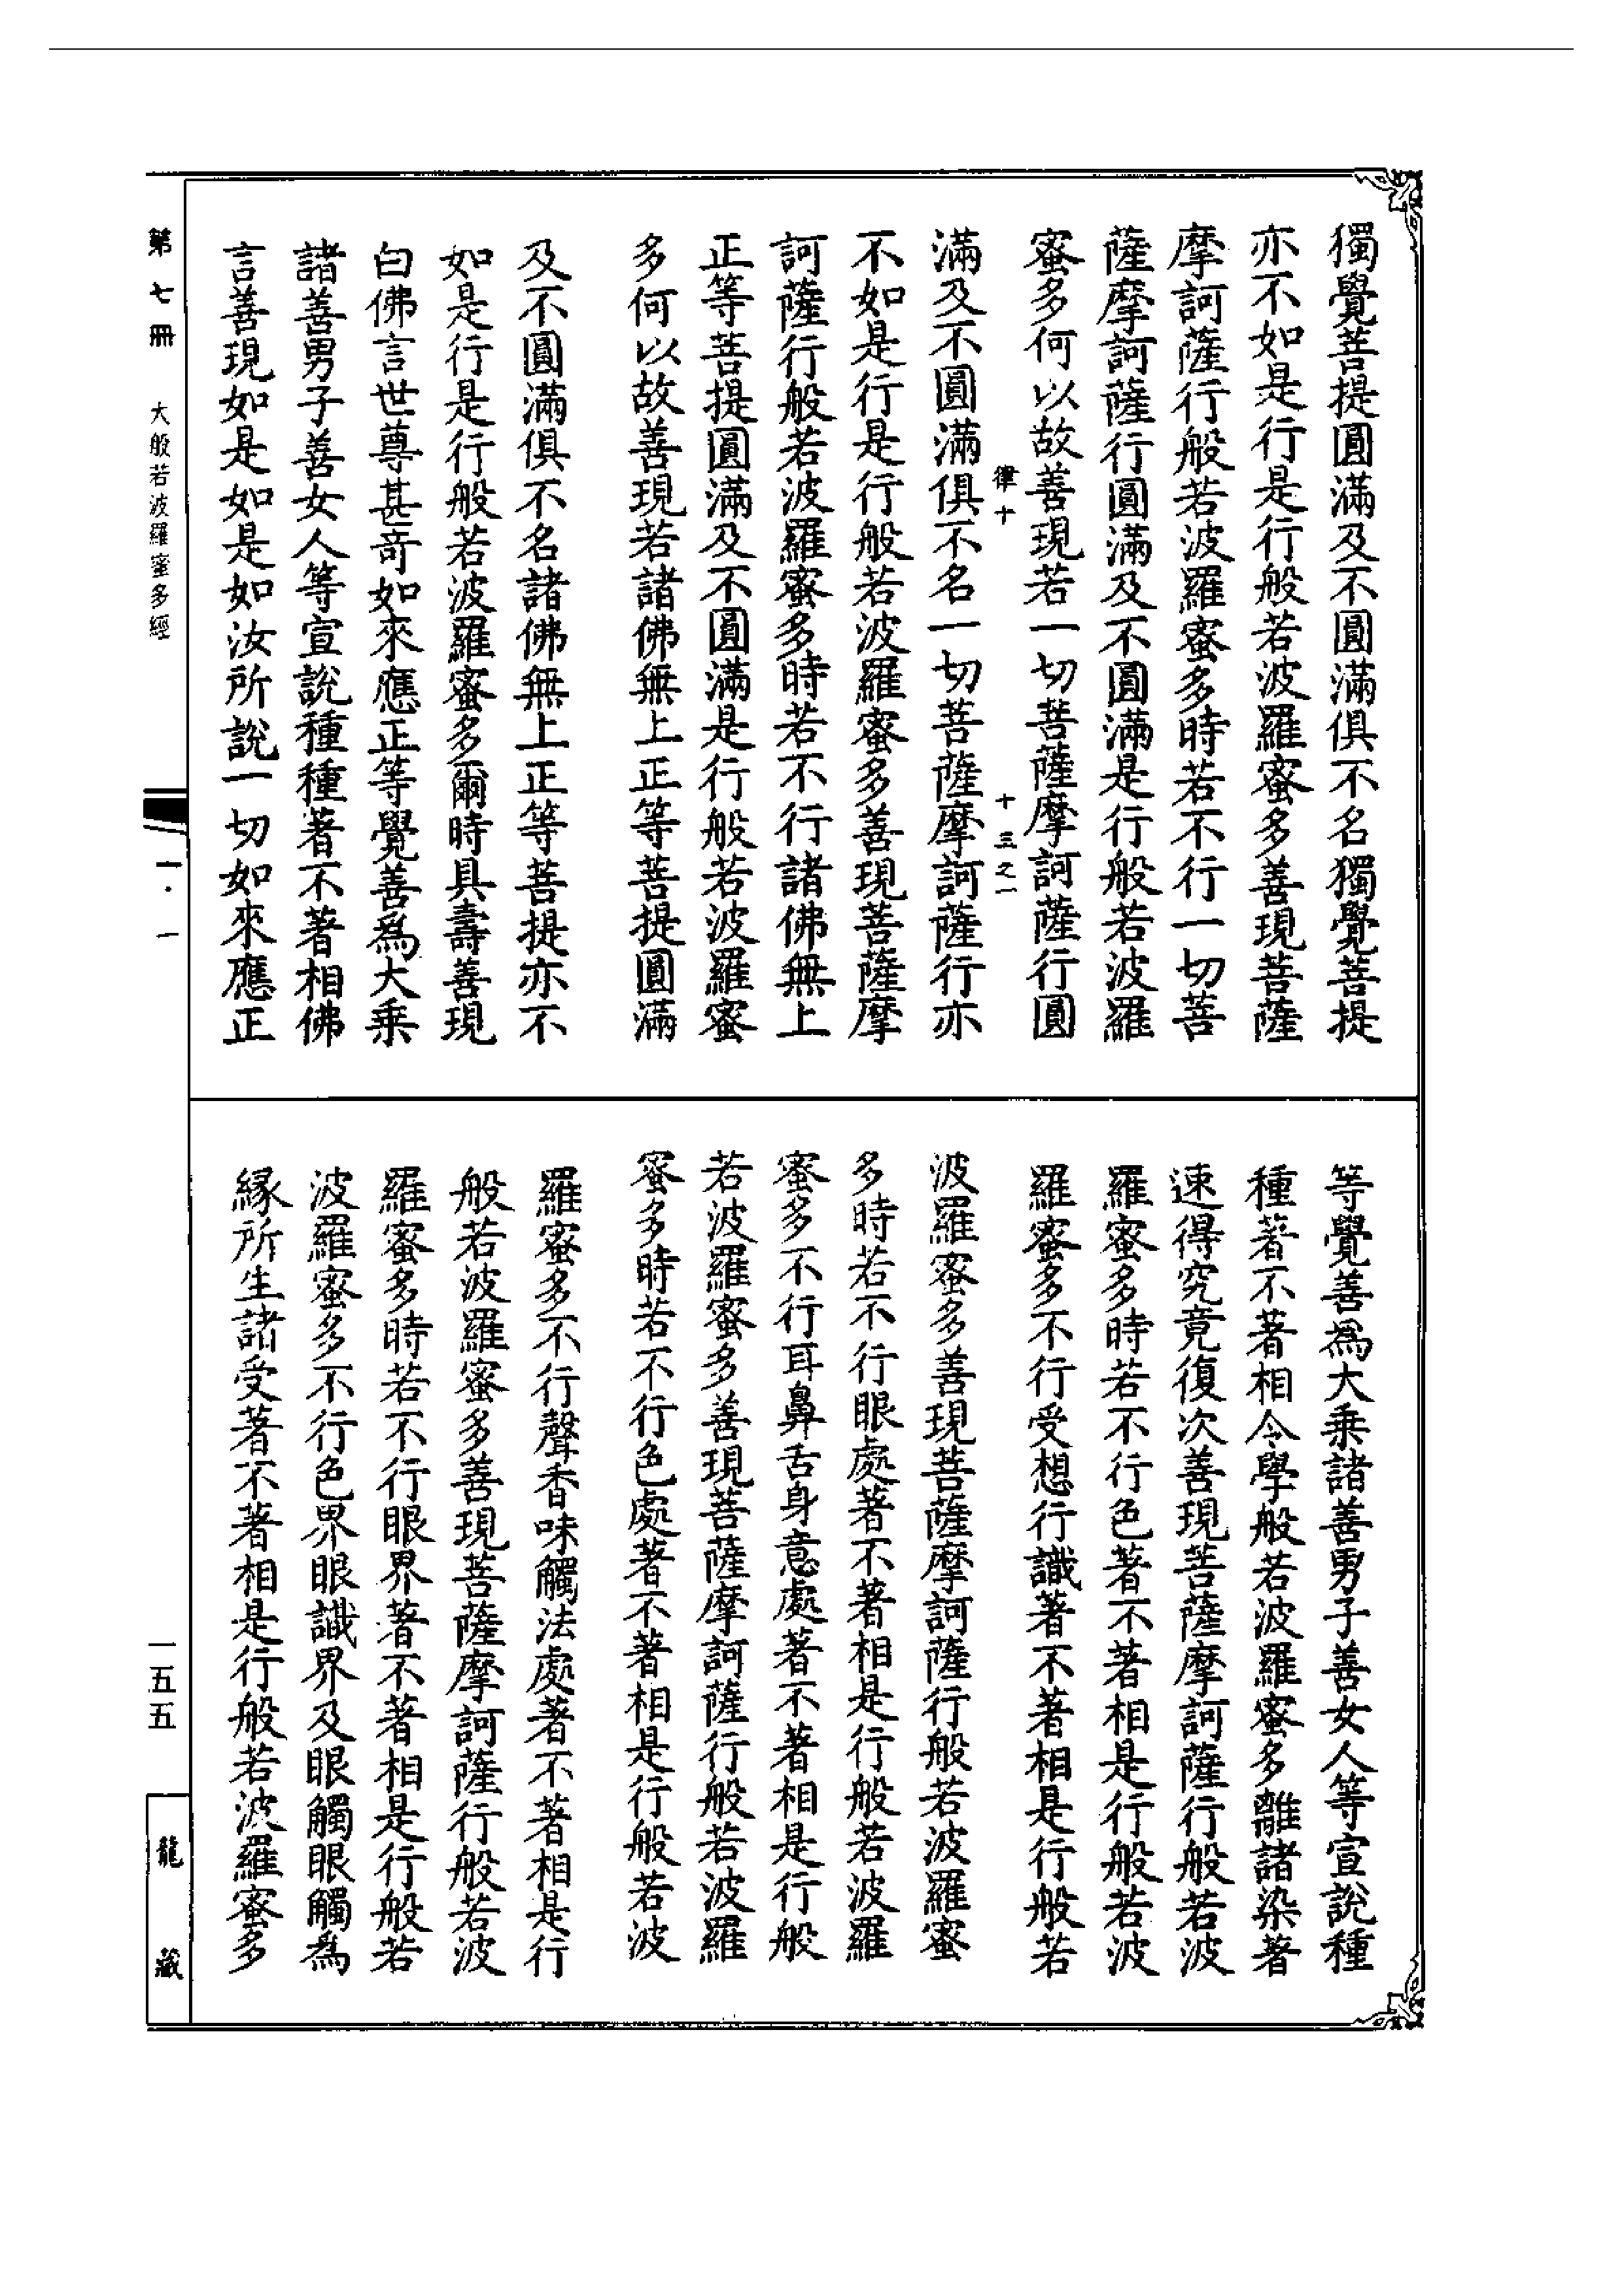 獨覺菩提圓滿及不圓滿俱不名獨覺菩提
亦不如是行是行般若波羅蜜多善現菩薩
摩訶薩行般若波羅蜜多時若不行一切菩
薩摩訶薩行圓滿及不圓滿是行般若波羅
蜜多何以故善現若一切菩薩摩訶薩行圓
律十 十三之一
滿及不圓滿俱不名一切菩薩摩訶薩行亦
不如是行是行般若波羅蜜多善現菩薩摩
訶薩行般若波羅蜜多時若不行諸佛無上
正等菩提圓滿及不圓滿是行般若波羅蜜
多何以故善現若諸佛無上正等菩提圓滿
及不圓滿俱不名諸佛無上正等菩提亦不
如是行是行般若波羅蜜多爾時具壽善現
白佛言世尊甚奇如來應正等覺善為大乘
諸善男子善女人等宣說種種著不著相佛
言善現如是如是如汝所說一切如來應正
等覺善為大乘諸善男子善女人等宣說種
種著不著相令學般若波羅蜜多離諸染著
速得究竟復次善現菩薩摩訶薩行般若波
羅蜜多時若不行色著不著相是行般若波
羅蜜多不行受想行識著不著相是行般若
波羅蜜多善現菩薩摩訶薩行般若波羅蜜
多時若不行眼處著不著相是行般若波羅
蜜多不行耳鼻舌身意處著不著相是行般
若波羅蜜多善現菩薩摩訶薩行般若波羅
蜜多時若不行色處著不著相是行般若波
羅蜜多不行聲香味觸法處著不著相是行
般若波羅蜜多善現菩薩摩訶薩行般若波
羅蜜多時若不行眼界著不著相是行般若
波羅蜜多不行色界眼識界及眼觸眼觸為
緣所生諸受著不著相是行般若波羅蜜多
第七冊 大般若波羅蜜多經
一·一
一五五
龍藏